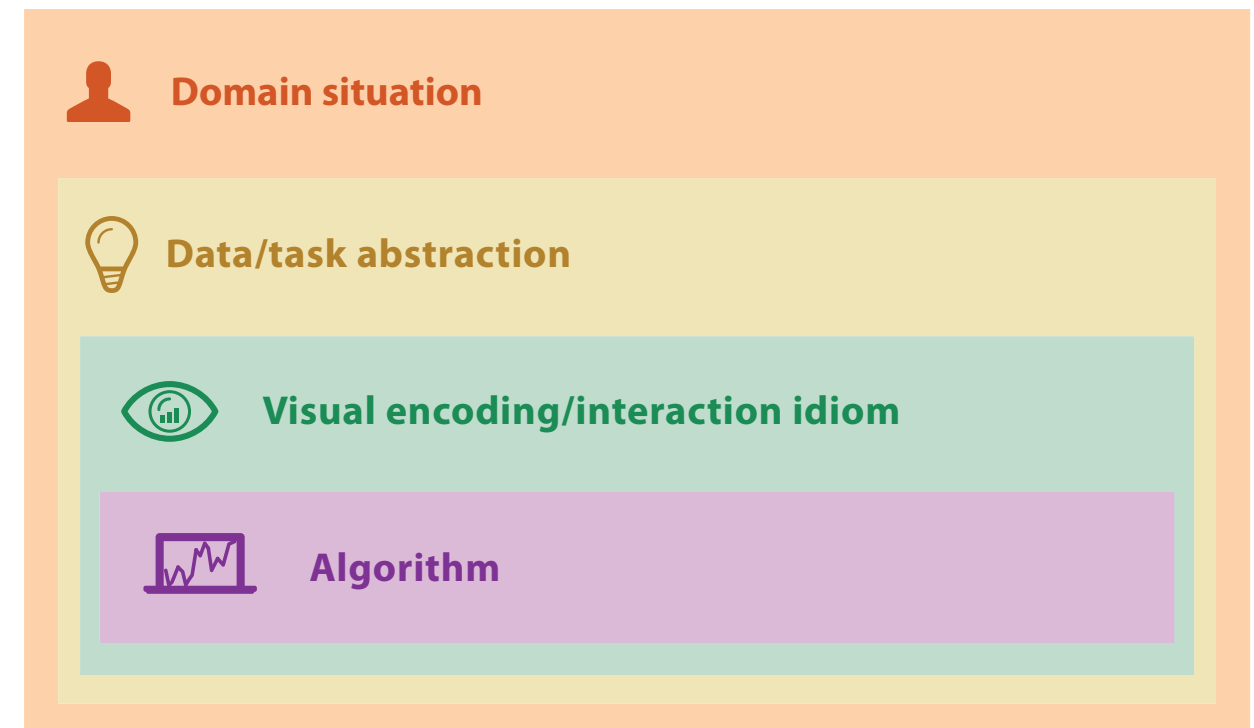 Domain situation
Data/task abstraction
Visual encoding/interaction idiom
Algorithm